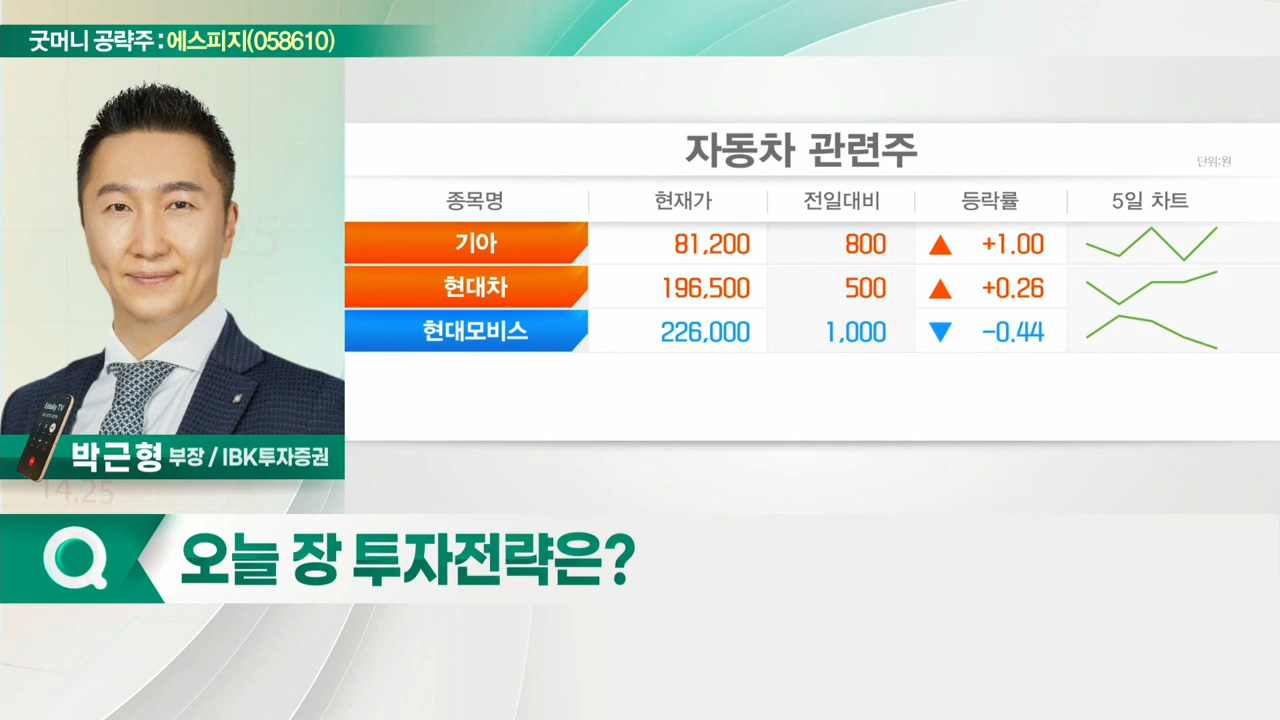 굿머니 공략주 : 에스피지(058610)
자동차 관련주
단위:원
종목명 현재가 전일대비 등락률 5일 차트
기아 81,200 800 ▲ +1.00
현대차 196,500 500 ▲ +0.26
현대모비스 226,000 1,000 ▼ -0.44
Edaily TV
박근형 부장 / IBK투자증권
14.25
Q 오늘 장 투자전략은?